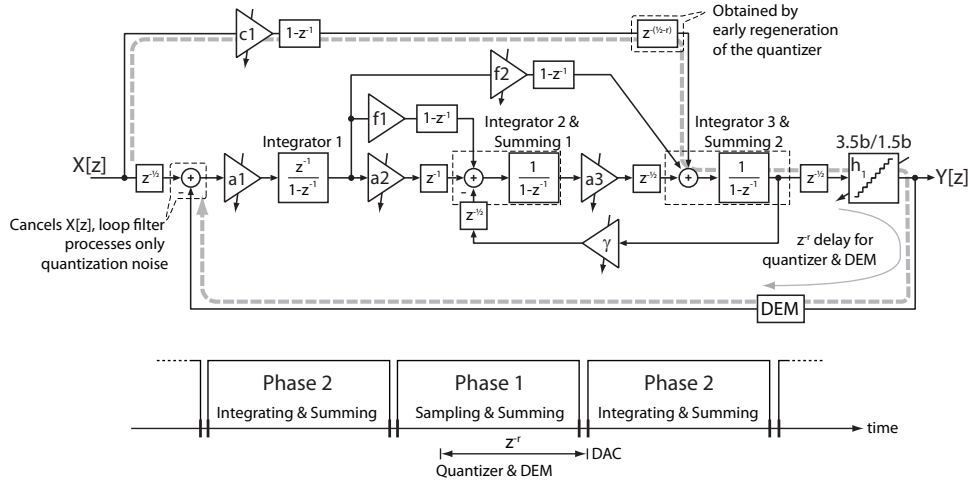 Obtained by
early regeneration
of the quantizer
c1
1-z⁻¹
z^-(½-r)
f2
1-z⁻¹
f1
1-z⁻¹
Integrator 1
Integrator 2 &
Summing 1
Integrator 3 &
Summing 2
3.5b/1.5b
X[z]
z^-½
+
-
a1
z⁻¹
1-z⁻¹
a2
z⁻¹
+
-
1
1-z⁻¹
a3
z^-½
+
1
1-z⁻¹
z^-½
h₁
Y[z]
Cancels X[z], loop filter
processes only
quantization noise
z^-½
γ
z^-r delay for
quantizer & DEM
DEM
Phase 2
Integrating & Summing
Phase 1
Sampling & Summing
Phase 2
Integrating & Summing
time
z^-r
DAC
Quantizer & DEM